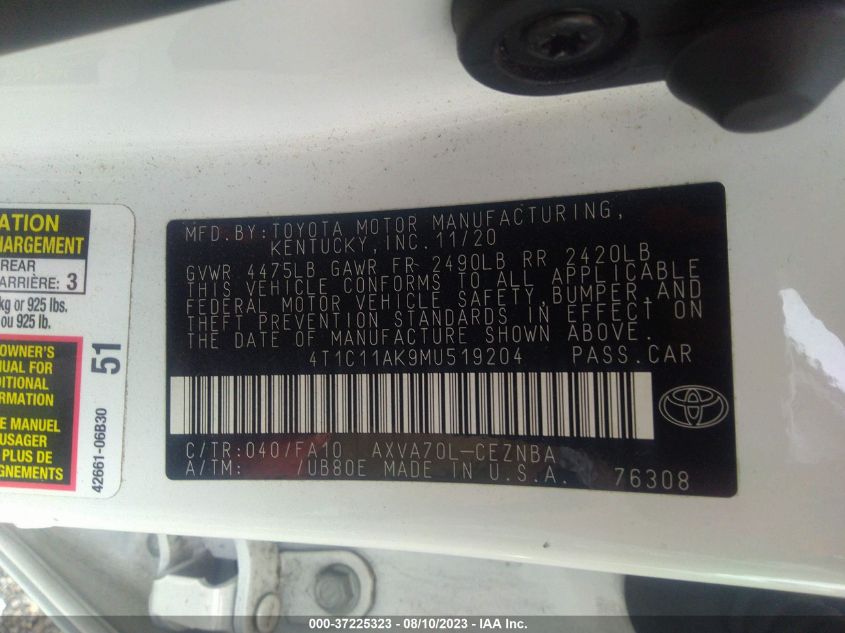 ATION
HARGEMENT
REAR
ARRIÈRE: 3
kg or 925 lbs.
ou 925 lb.
OWNER'S
NUAL FOR
DDITIONAL
FORMATION
E MANUEL
USAGER
US DE
GNEMENTS
51
42661-06B30
MFD.BY:TOYOTA MOTOR MANUFACTURING,
KENTUCKY,INC.11/20
GVWR 4475LB GAWR FR 2490LB RR 2420LB
THIS VEHICLE CONFORMS TO ALL APPLICABLE
FEDERAL MOTOR VEHICLE SAFETY,BUMPER,AND
THEFT PREVENTION STANDARDS IN EFFECT ON
THE DATE OF MANUFACTURE SHOWN ABOVE.
4T1C11AK9MU519204 PASS.CAR
C/TR:040/FA10 AXVA70L-CEZNBA
A/TM: /UB80E MADE IN U.S.A. 76308
000-37225323 - 08/10/2023 - IAA Inc.